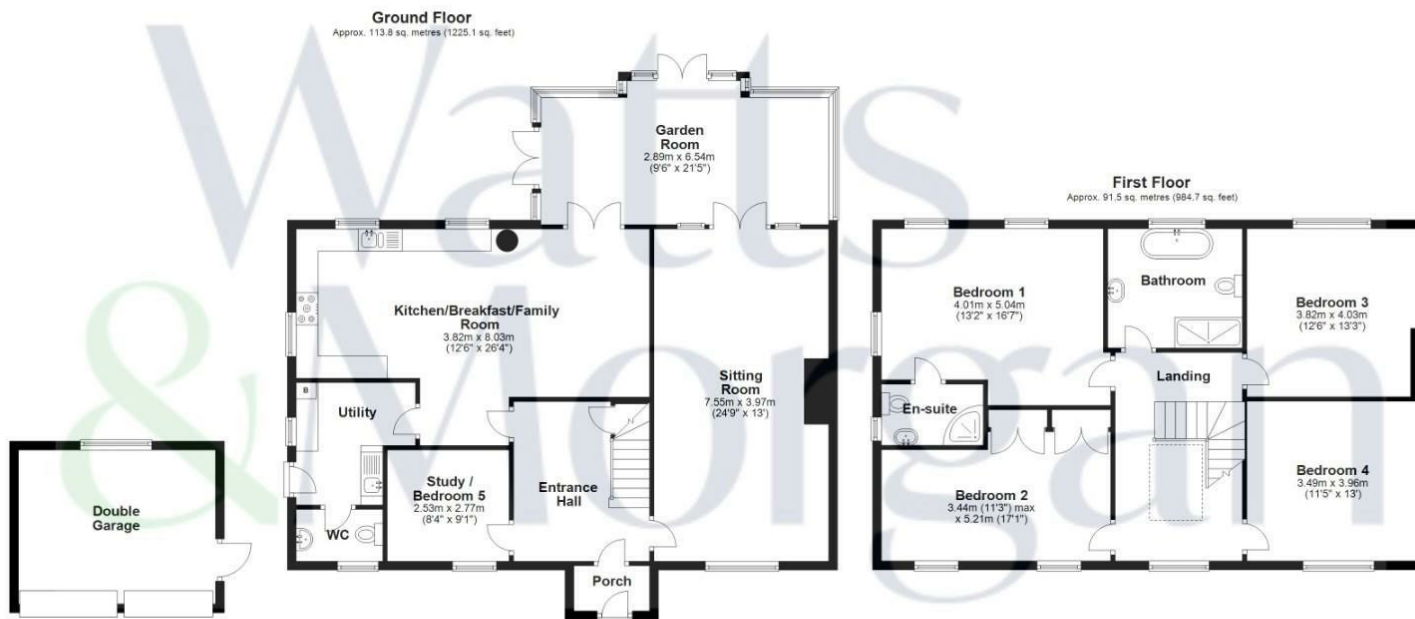 Ground Floor
Approx. 113.8 sq. metres (1225.1 sq. feet)
Watts
& Morgan
Garden
Room
2.89m x 6.54m
(9'6" x 21'5")
Kitchen/Breakfast/Family
Room
3.82m x 8.03m
(12'6" x 26'4")
Sitting
Room
7.55m x 3.97m
(24'9" x 13')
B
Utility
Study /
Bedroom 5
2.53m x 2.77m
(8'4" x 9'1")
Entrance
Hall
WC
Porch
Double
Garage
First Floor
Approx. 91.5 sq. metres (984.7 sq. feet)
Bedroom 1
4.01m x 5.04m
(13'2" x 16'7")
Bathroom
Bedroom 3
3.82m x 4.03m
(12'6" x 13'3")
Landing
En-suite
Bedroom 2
3.44m (11'3") max
x 5.21m (17'1")
Bedroom 4
3.49m x 3.96m
(11'5" x 13')